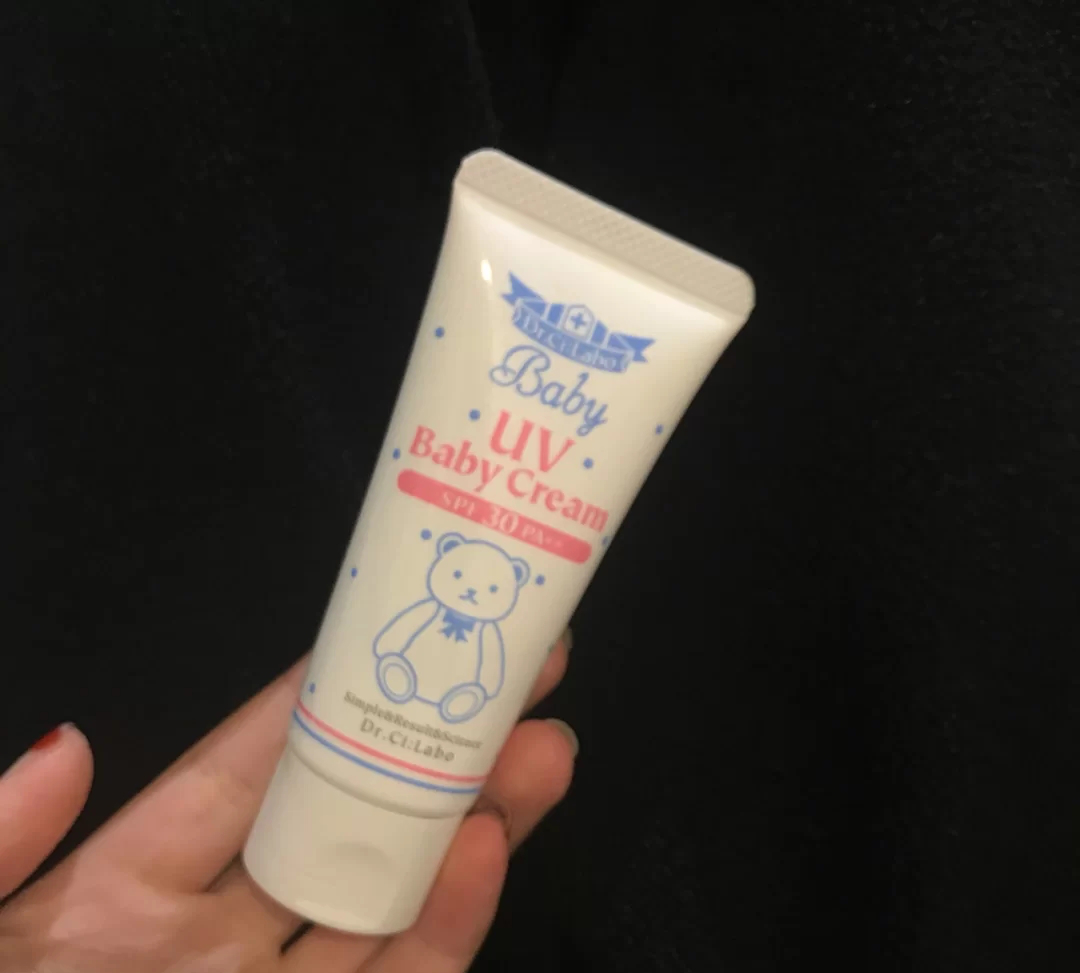 Dr.Ci:Labo
Baby
UV
Baby Cream
SPF 30 PA++
Simple&Result&Science
Dr.Ci:Labo